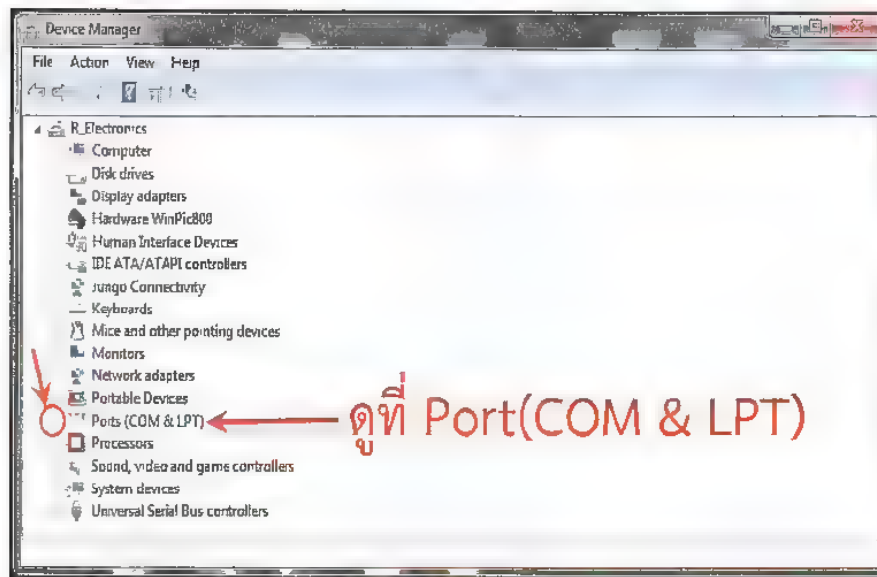 Device Manager
File Action View Help
R_Electronics
Computer
Disk drives
Display adapters
Hardware WinPic800
Human Interface Devices
IDE ATA/ATAPI controllers
Jungo Connectivity
Keyboards
Mice and other pointing devices
Monitors
Network adapters
Portable Devices
Ports (COM & LPT)
ดูที่ Port(COM & LPT)
Processors
Sound, video and game controllers
System devices
Universal Serial Bus controllers